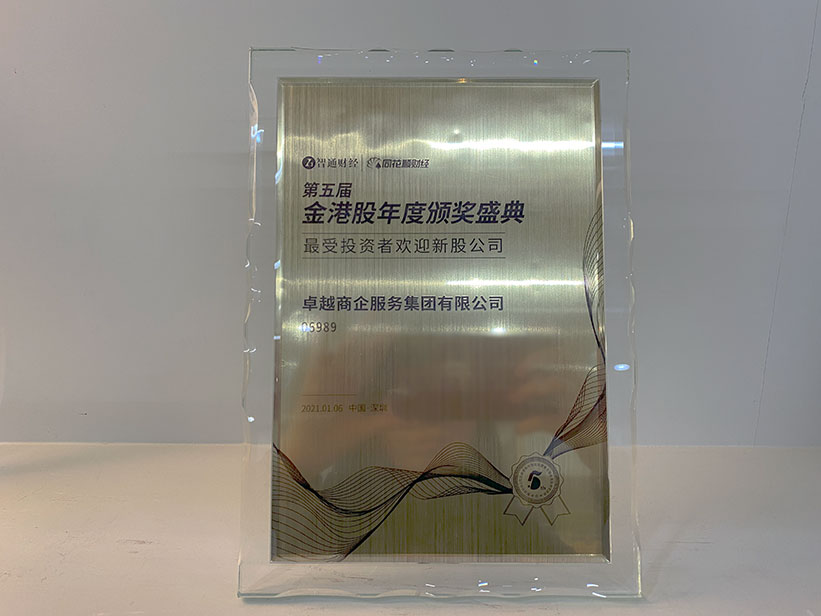 智通财经 同花顺财经
第五届
金港股年度颁奖盛典
最受投资者欢迎新股公司
卓越商企服务集团有限公司
05989
2021.01.06 中国·深圳
5